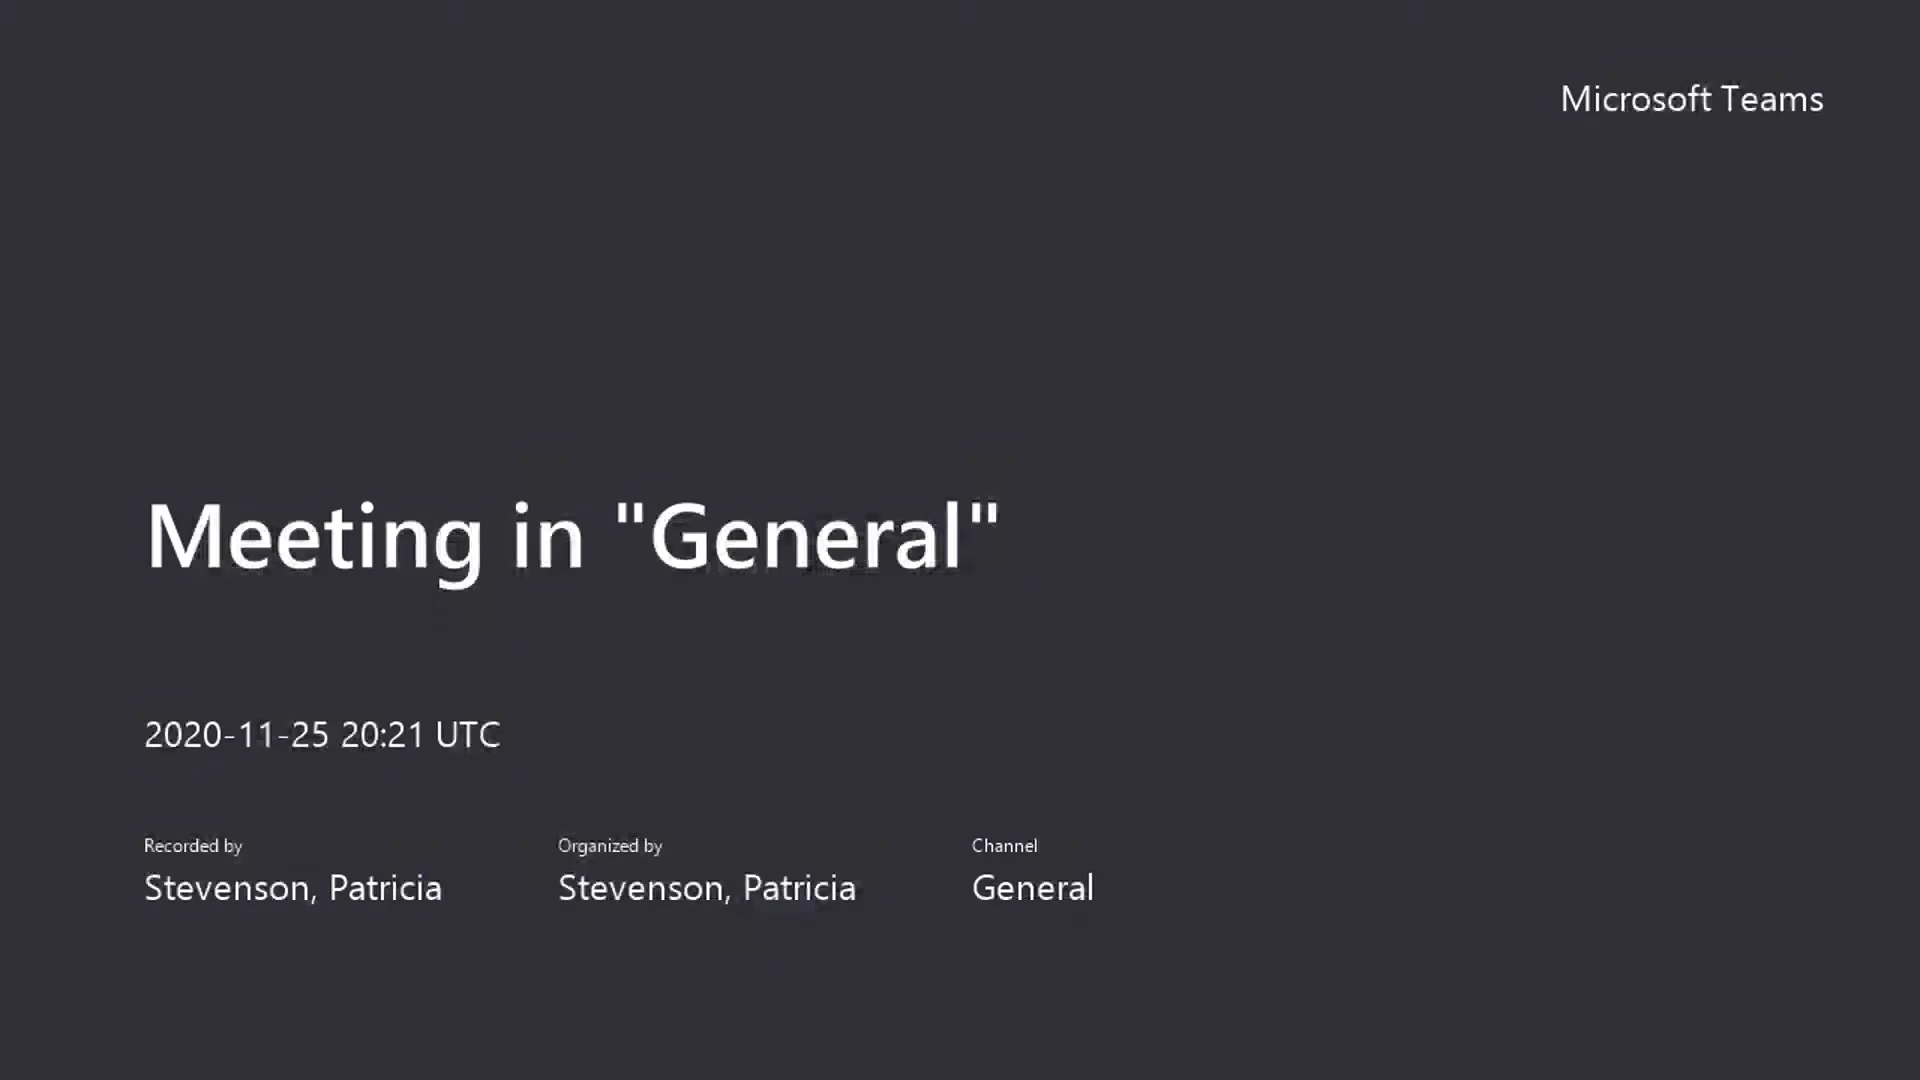 Microsoft Teams
Meeting in "General"
2020-11-25 20:21 UTC
Recorded by
Stevenson, Patricia
Organized by
Stevenson, Patricia
Channel
General